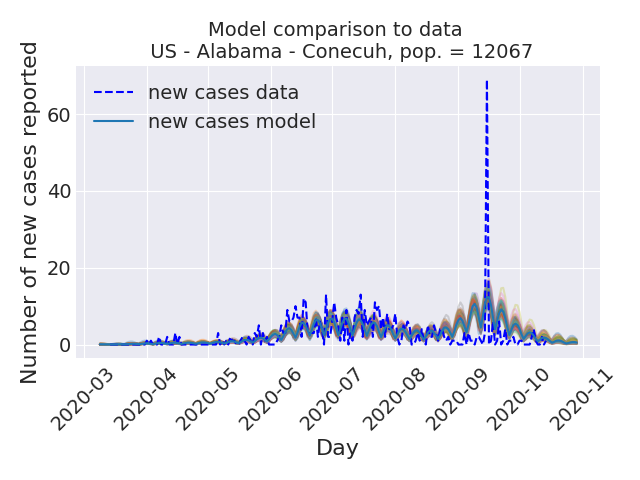 Model comparison to data
US - Alabama - Conecuh, pop. = 12067
Number of new cases reported
new cases data
new cases model
60
40
20
0
2020-03
2020-04
2020-05
2020-06
2020-07
2020-08
2020-09
2020-10
2020-11
Day